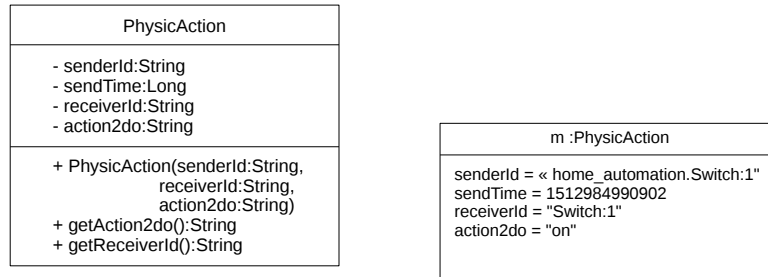 PhysicAction
- senderId:String
- sendTime:Long
- receiverId:String
- action2do:String
+ PhysicAction(senderId:String,
receiverId:String,
action2do:String)
+ getAction2do():String
+ getReceiverId():String
m :PhysicAction
senderId = « home_automation.Switch:1"
sendTime = 1512984990902
receiverId = "Switch:1"
action2do = "on"